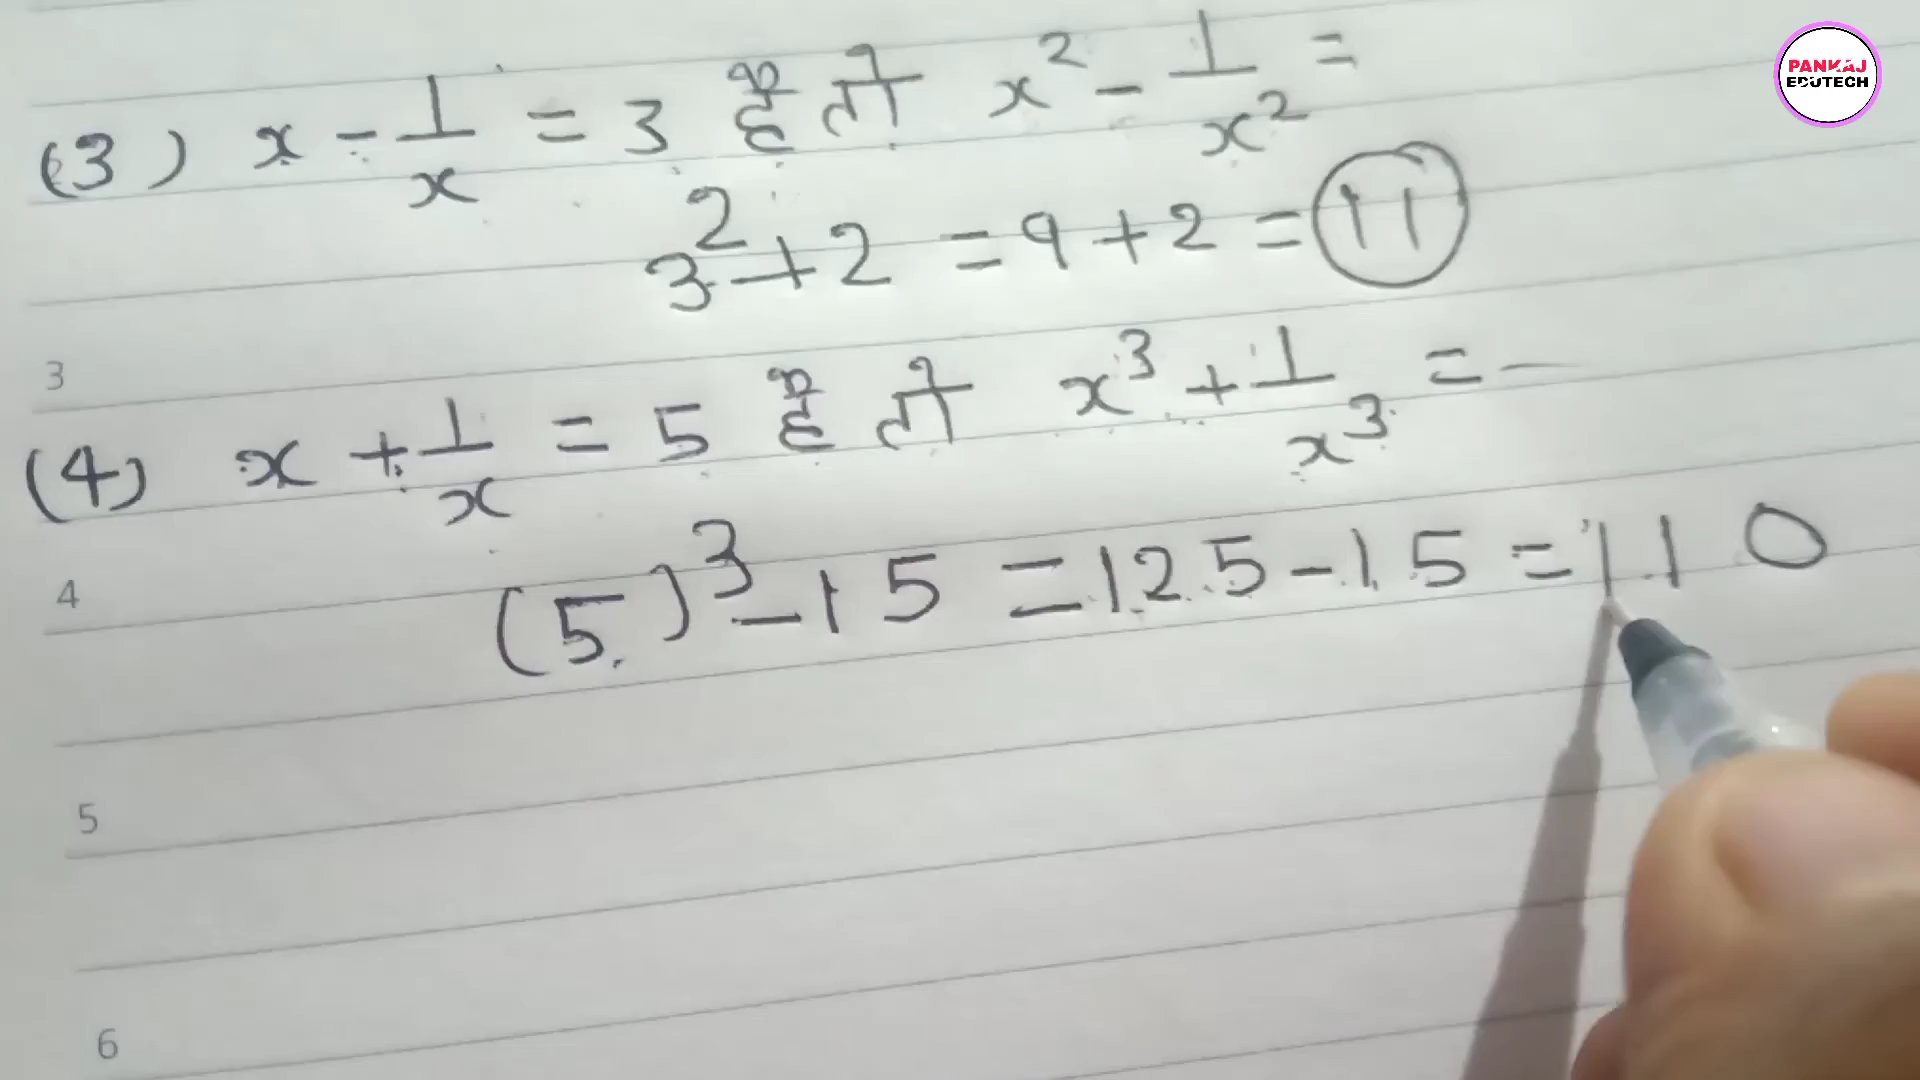 PANKAJ
EDUTECH
(3) x - 1/x = 3 है तो x² - 1/x² =
3² + 2 = 9 + 2 = 11
3
(4) x + 1/x = 5 है तो x³ + 1/x³ = —
4
(5)³ - 15 = 125 - 15 = 110
5
6